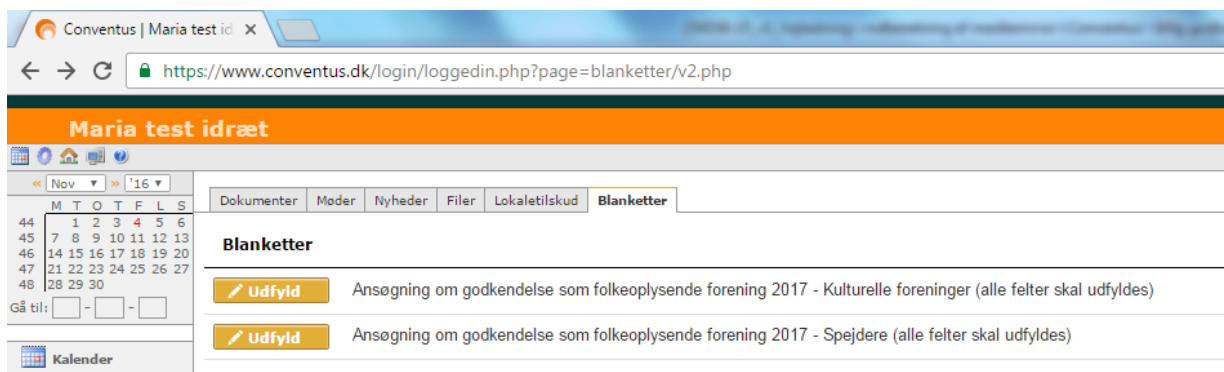 Conventus | Maria test id
https://www.conventus.dk/login/loggedin.php?page=blanketter/v2.php
Maria test idræt
« Nov » '16
M T O T F L S
44 1 2 3 4 5 6
45 7 8 9 10 11 12 13
46 14 15 16 17 18 19 20
47 21 22 23 24 25 26 27
48 28 29 30
Gå til: - -
Kalender
Dokumenter Møder Nyheder Filer Lokaletilskud Blanketter
Blanketter
Udfyld Ansøgning om godkendelse som folkeoplysende forening 2017 - Kulturelle foreninger (alle felter skal udfyldes)
Udfyld Ansøgning om godkendelse som folkeoplysende forening 2017 - Spejdere (alle felter skal udfyldes)